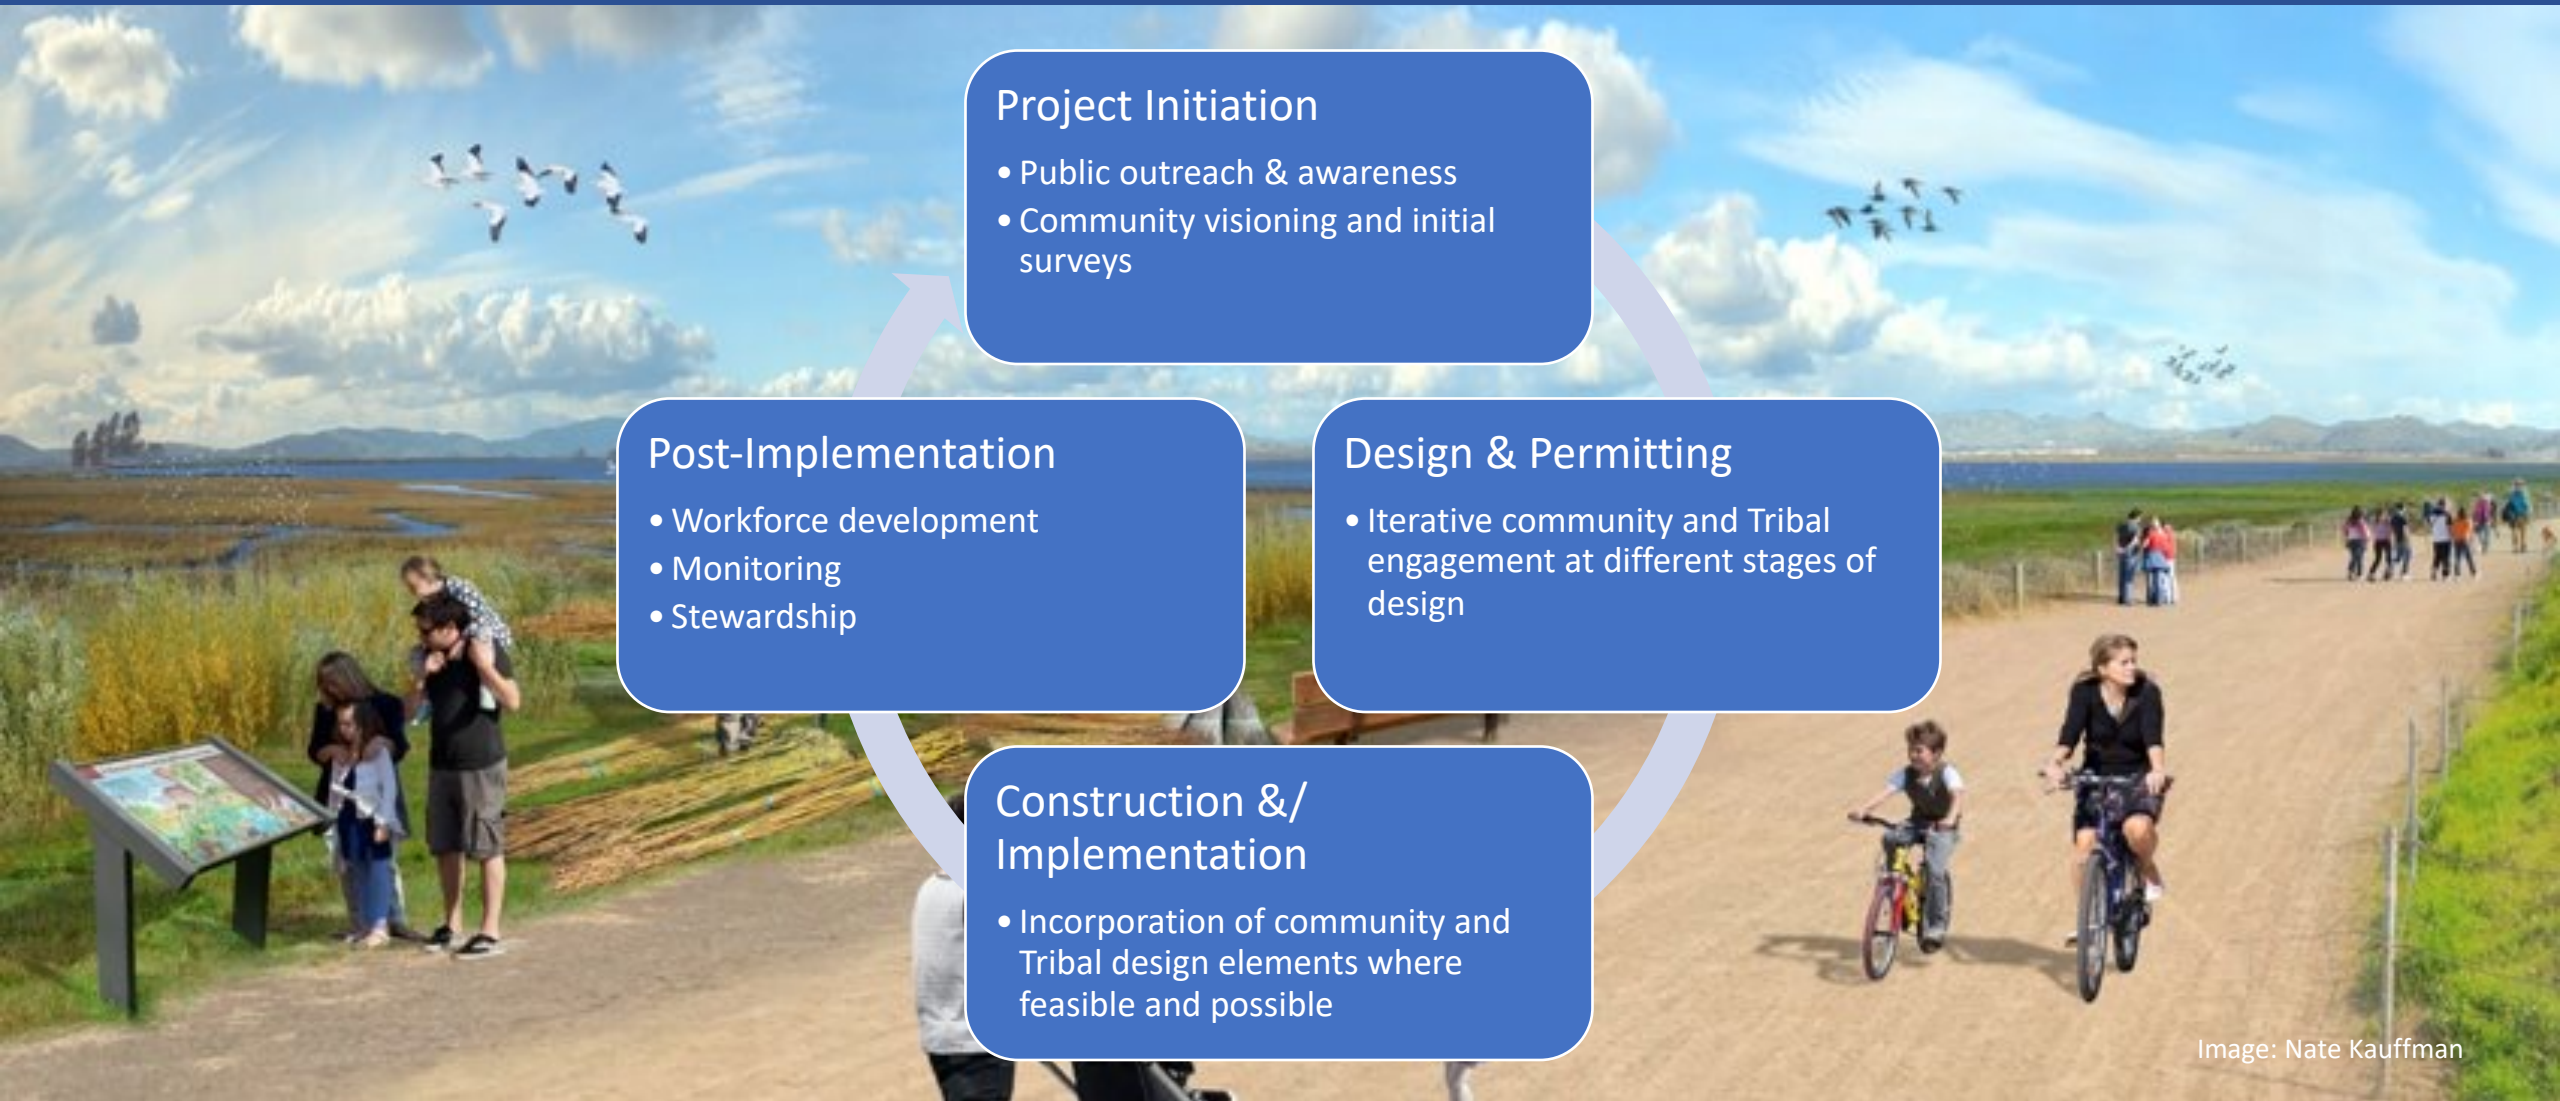 Project Initiation
• Public outreach & awareness
• Community visioning and initial
surveys
Design & Permitting
• Iterative community and Tribal
engagement at different stages of
design
Construction &/
Implementation
• Incorporation of community and
Tribal design elements where
feasible and possible
Post-Implementation
• Workforce development
• Monitoring
• Stewardship
Image: Nate Kauffman